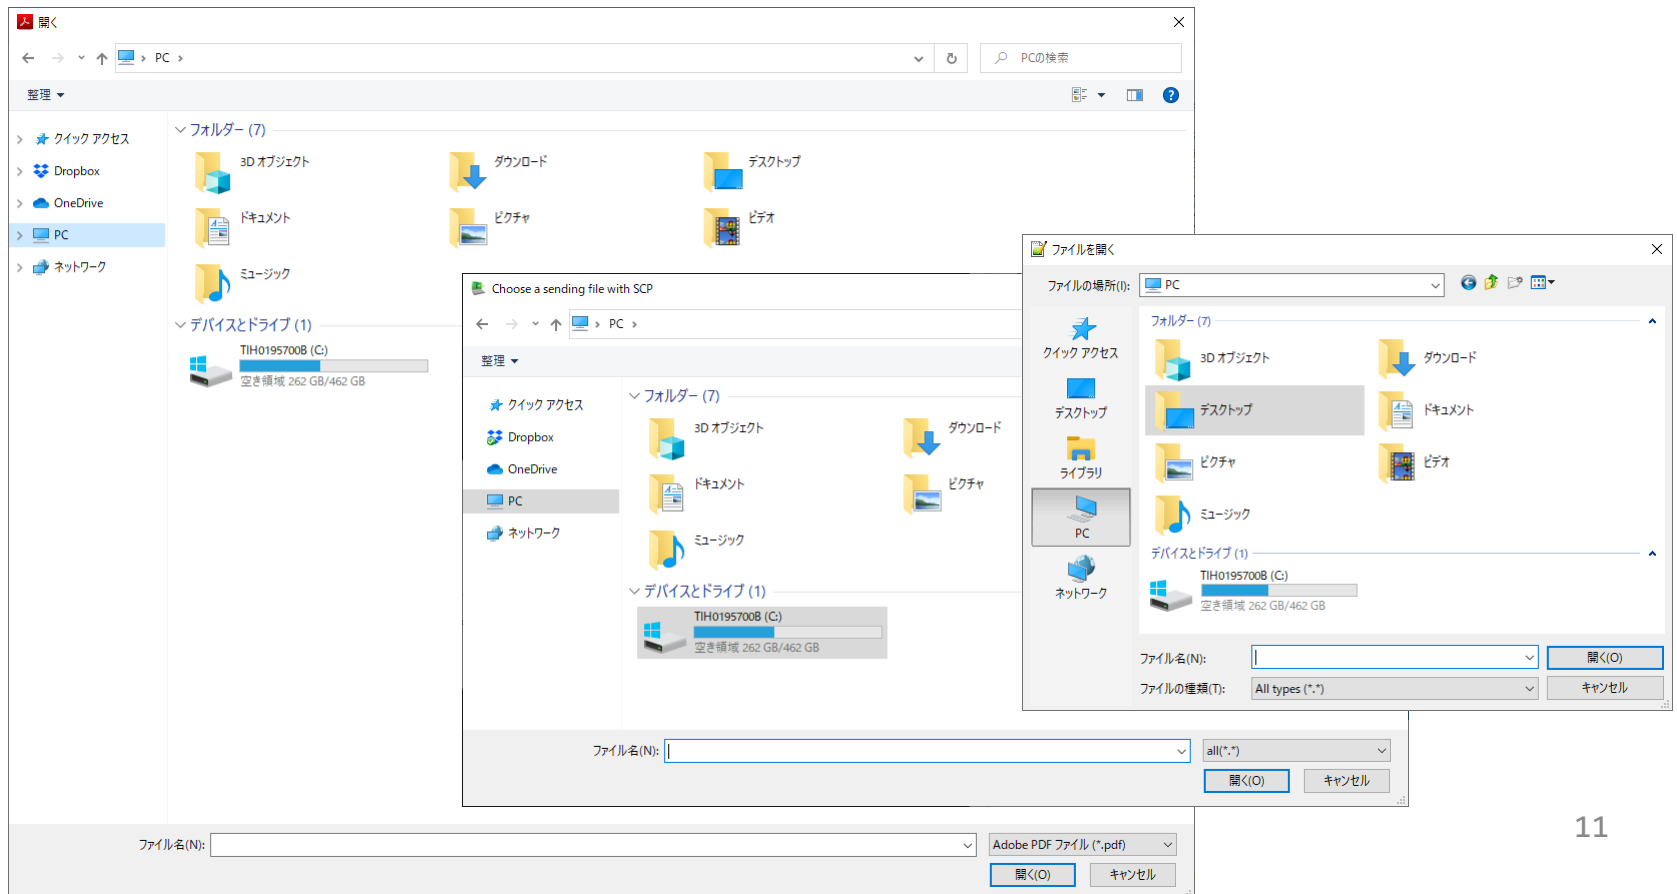 開く
PC
PCの検索
整理
クイック アクセス
Dropbox
OneDrive
PC
ネットワーク
フォルダー (7)
3D オブジェクト
ダウンロード
デスクトップ
ドキュメント
ピクチャ
ビデオ
ミュージック
デバイスとドライブ (1)
TIH0195700B (C:)
空き領域 262 GB/462 GB
ファイル名(N):
Adobe PDF ファイル (*.pdf)
開く(O)
キャンセル
Choose a sending file with SCP
PC
整理
クイック アクセス
Dropbox
OneDrive
PC
ネットワーク
フォルダー (7)
3D オブジェクト
ダウンロード
ドキュメント
ピクチャ
ミュージック
デバイスとドライブ (1)
TIH0195700B (C:)
空き領域 262 GB/462 GB
ファイル名(N):
all(*.*)
開く(O)
キャンセル
ファイルを開く
ファイルの場所(I):
PC
クイック アクセス
デスクトップ
ライブラリ
PC
ネットワーク
フォルダー (7)
3D オブジェクト
ダウンロード
デスクトップ
ドキュメント
ピクチャ
ビデオ
ミュージック
デバイスとドライブ (1)
TIH0195700B (C:)
空き領域 262 GB/462 GB
ファイル名(N):
開く(O)
ファイルの種類(T):
All types (*.*)
キャンセル
11